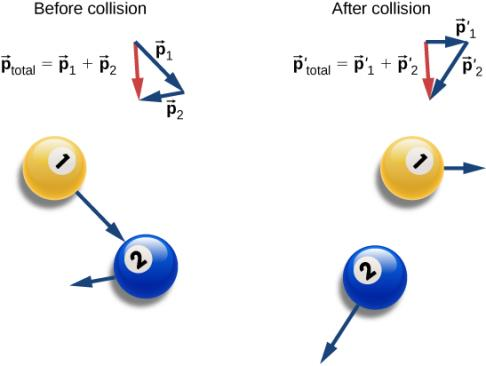 Before collision
p⃗total = p⃗1 + p⃗2
p⃗1
p⃗2
1
2
After collision
p⃗′total = p⃗′1 + p⃗′2
p⃗′1
p⃗′2
1
2